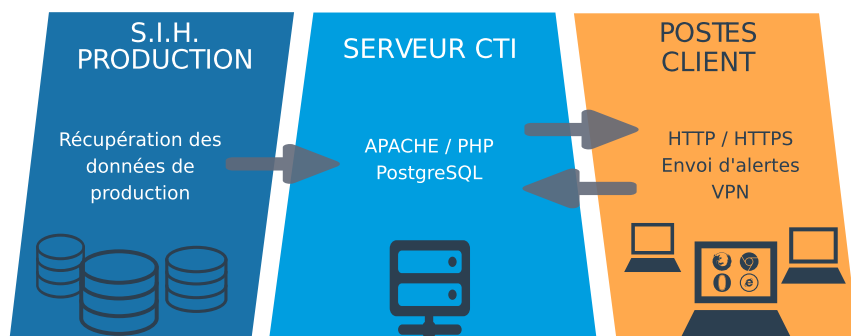 S.I.H.
PRODUCTION
Récupération des
données de
production
SERVEUR CTI
APACHE / PHP
PostgreSQL
POSTES
CLIENT
HTTP / HTTPS
Envoi d'alertes
VPN